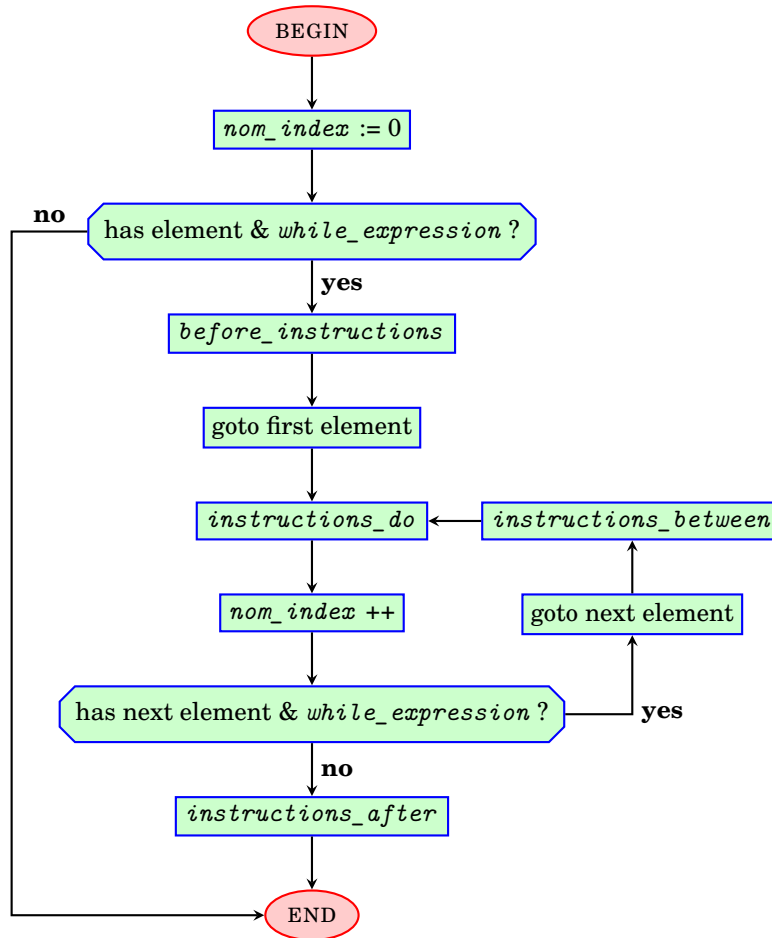 BEGIN
nom_index := 0
no
has element & while_expression ?
yes
before_instructions
goto first element
instructions_do
instructions_between
nom_index ++
goto next element
has next element & while_expression ?
yes
no
instructions_after
END